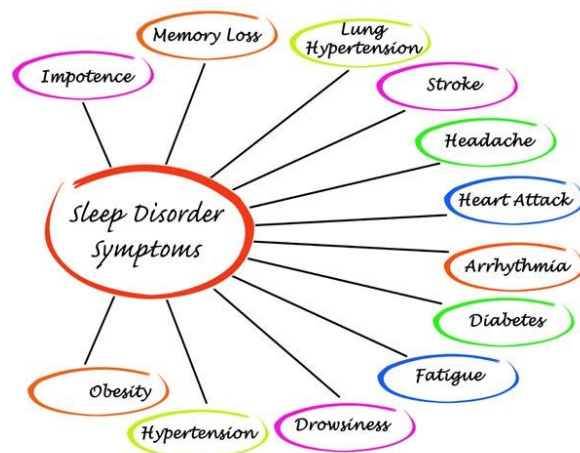 Memory Loss
Lung
Hypertension
Impotence
Stroke
Headache
Sleep Disorder
Symptoms
Heart Attack
Arrhythmia
Diabetes
Fatigue
Obesity
Hypertension
Drowsiness